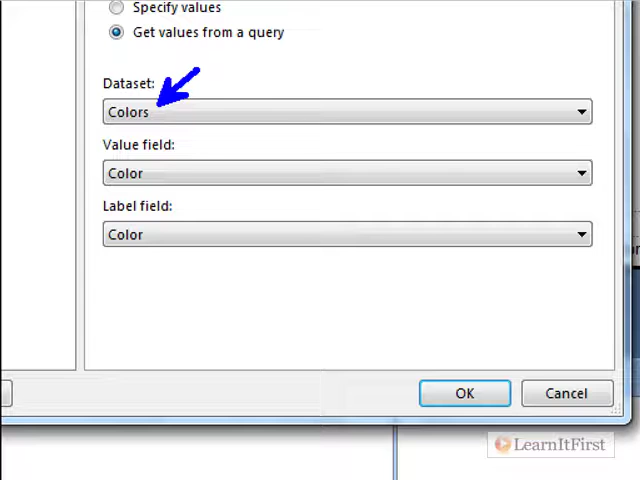 Specify values
Get values from a query
Dataset:
Colors
Value field:
Color
Label field:
Color
OK
Cancel
LearnItFirst